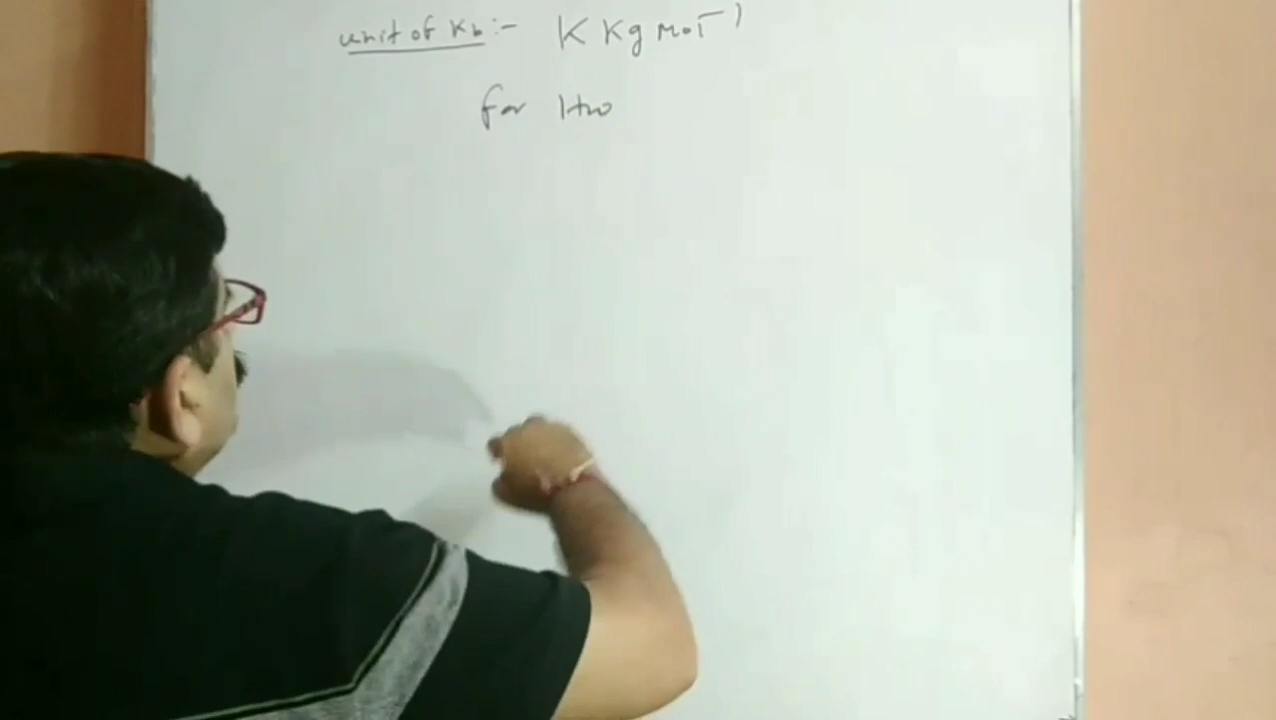 unit of Kb :- K Kg mol⁻¹
for H₂O